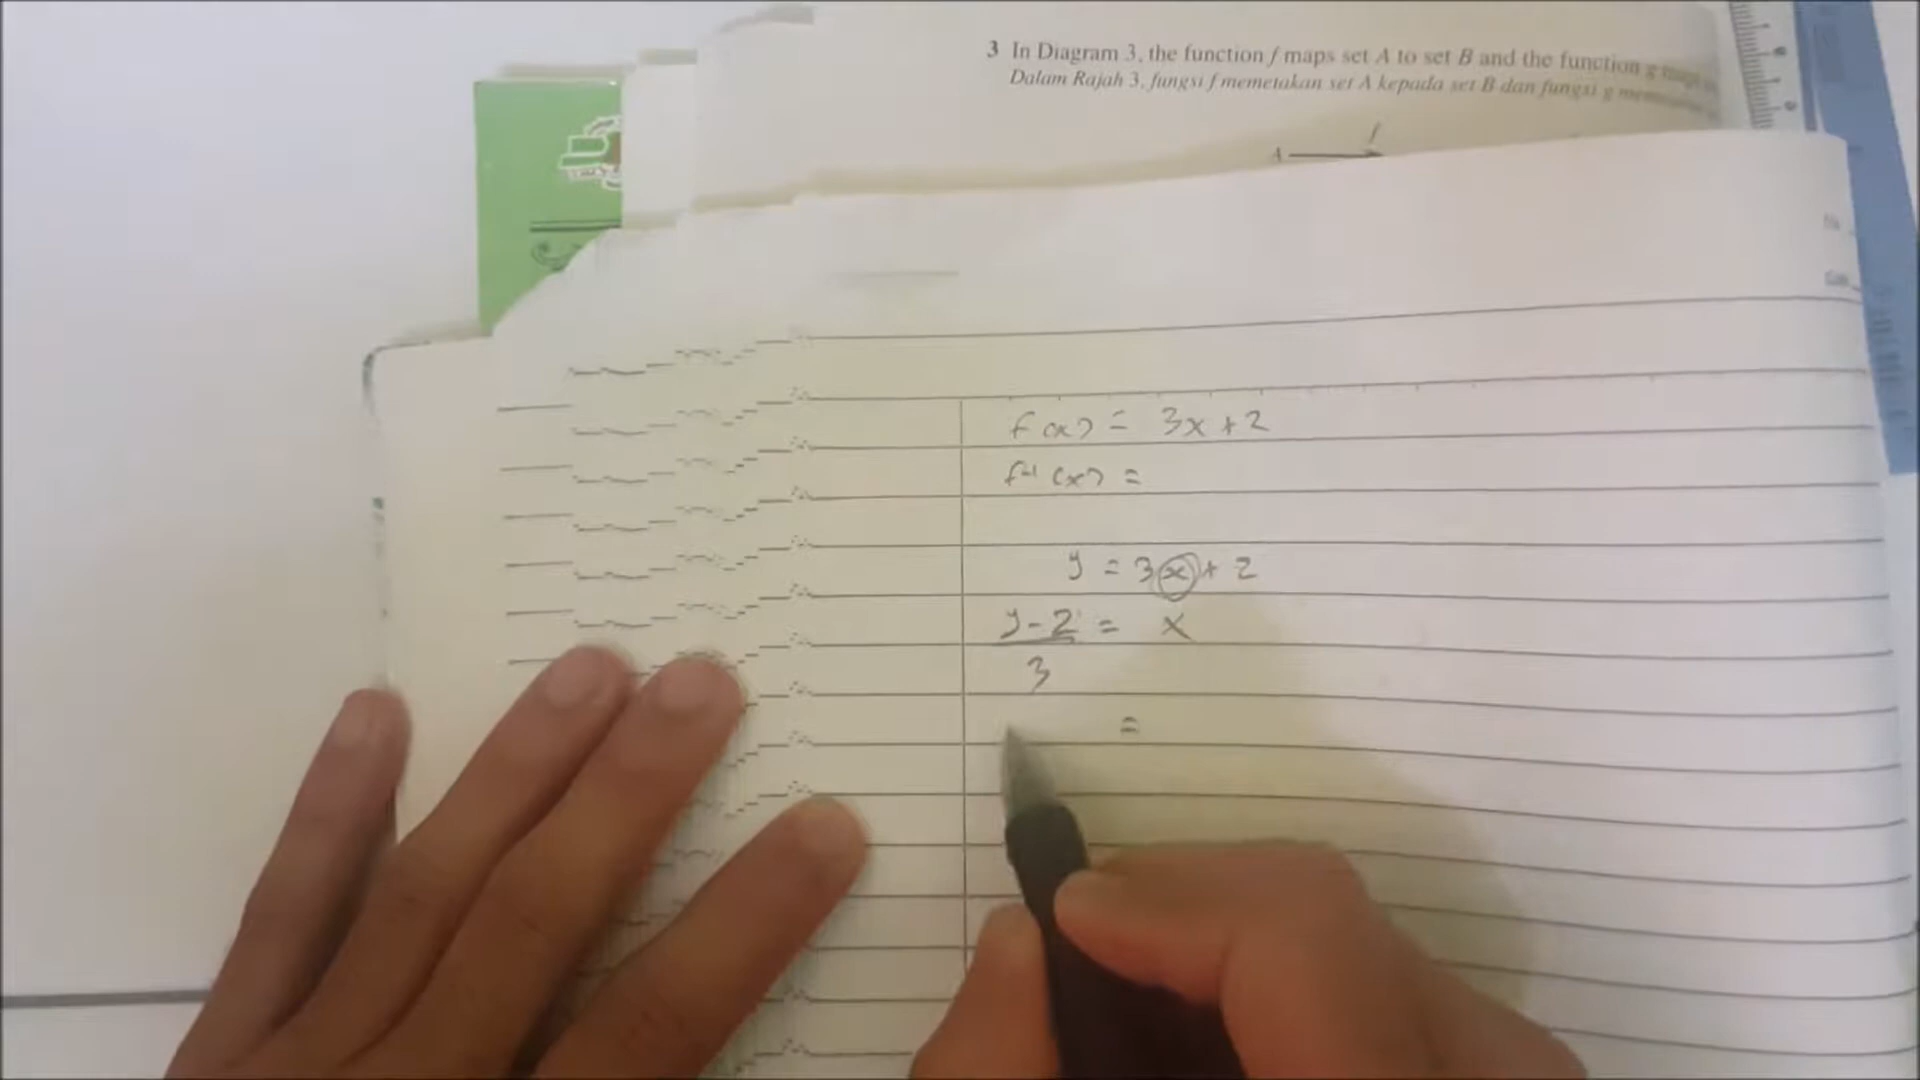 3 In Diagram 3, the function f maps set A to set B and the function g
Dalam Rajah 3, fungsi f memetakan set A kepada set B dan fungsi g
f
A
f(x) = 3x + 2
f⁻¹(x) =
y = 3x + 2
y - 2 = x
3
=